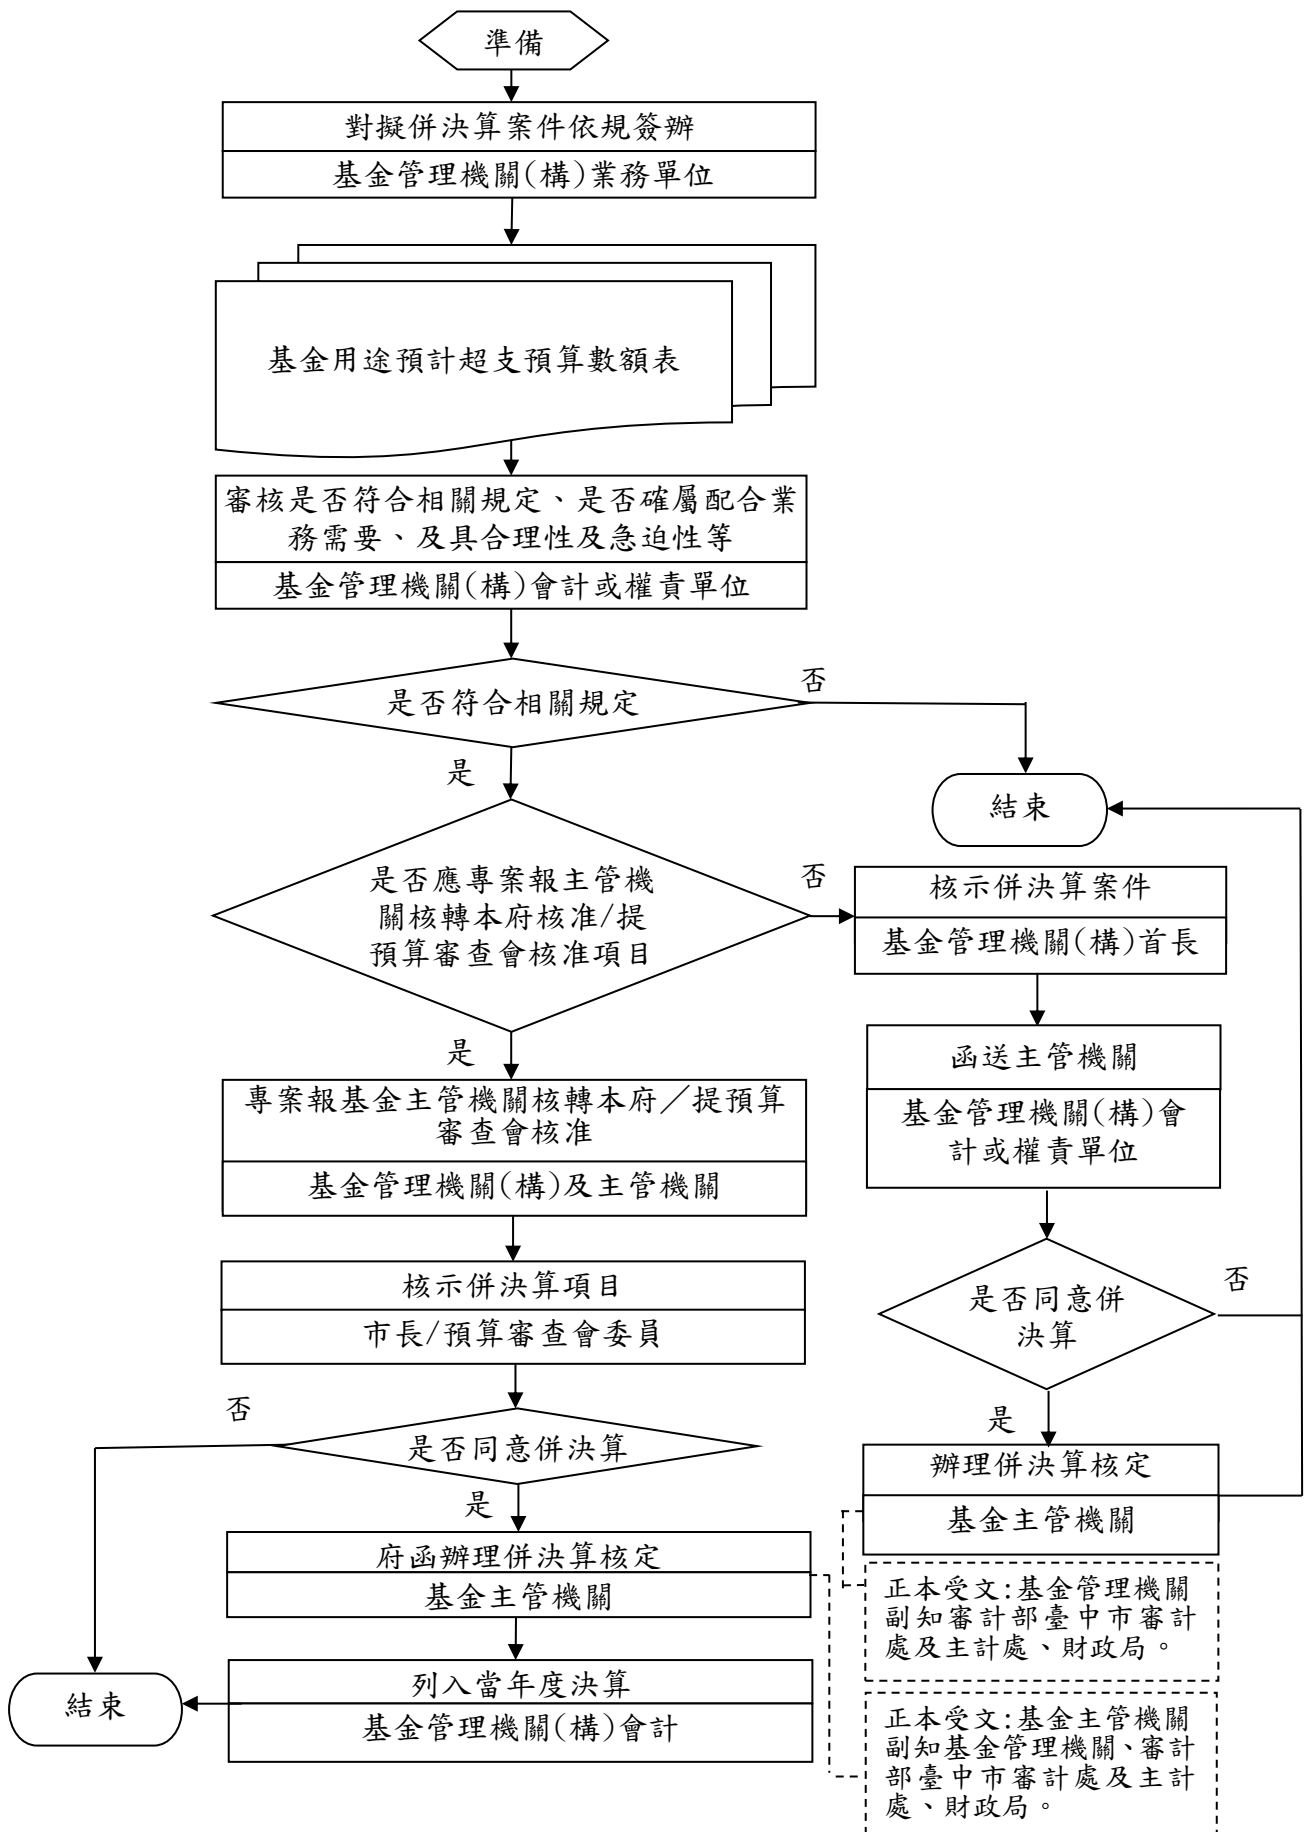 準備
對擬併決算案件依規簽辦
基金管理機關(構)業務單位
基金用途預計超支預算數額表
審核是否符合相關規定、是否確屬配合業
務需要、及具合理性及急迫性等
基金管理機關(構)會計或權責單位
是否符合相關規定
否
是
結束
是否應專案報主管機
關核轉本府核准/提
預算審查會核准項目
否
核示併決算案件
基金管理機關(構)首長
函送主管機關
基金管理機關(構)會
計或權責單位
是
專案報基金主管機關核轉本府／提預算
審查會核准
基金管理機關(構)及主管機關
核示併決算項目
市長/預算審查會委員
是否同意併
決算
否
是
辦理併決算核定
基金主管機關
否
是否同意併決算
是
府函辦理併決算核定
基金主管機關
正本受文:基金管理機關
副知審計部臺中市審計
處及主計處、財政局。
列入當年度決算
基金管理機關(構)會計
結束
正本受文:基金主管機關
副知基金管理機關、審計
部臺中市審計處及主計
處、財政局。